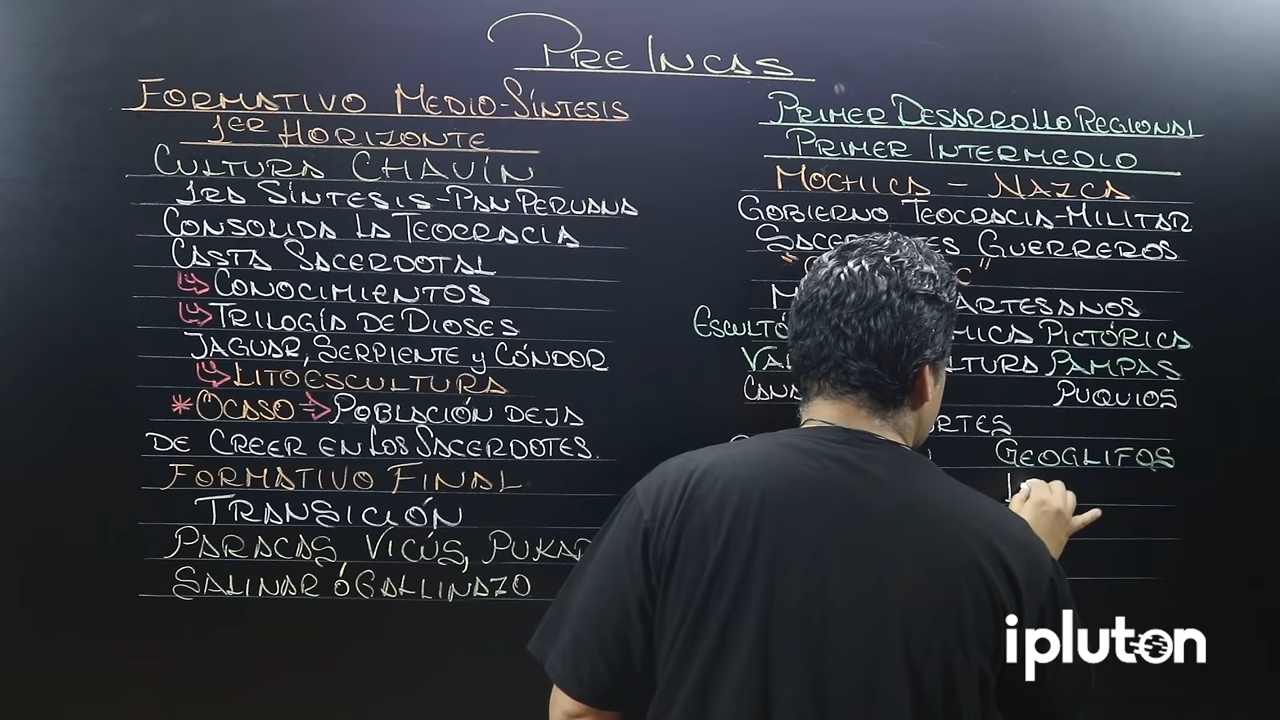 PRE INCAS
FORMATIVO MEDIO-SÍNTESIS
1ER HORIZONTE
CULTURA CHAVÍN
1RA SÍNTESIS-PAN PERUANA
CONSOLIDA LA TEOCRACIA
CASTA SACERDOTAL
↳ CONOCIMIENTOS
↳ TRILOGÍA DE DIOSES
JAGUAR, SERPIENTE y CÓNDOR
↳ LITOESCULTURA
* OCASO → POBLACIÓN DEJA
DE CREER EN LOS SACERDOTES.
FORMATIVO FINAL
TRANSICIÓN
PARACAS, VICÚS,
SALINAR Ó GALLINAZO
PRIMER DESARROLLO REGIONAL
PRIMER INTERMEDIO
MOCHICA - NAZCA
GOBIERNO TEOCRACIA-MILITAR
GUERREROS
ARTESANOS
PICTÓRICA
PAMPAS
PUQUIOS
GEOGLIFOS
ipluton